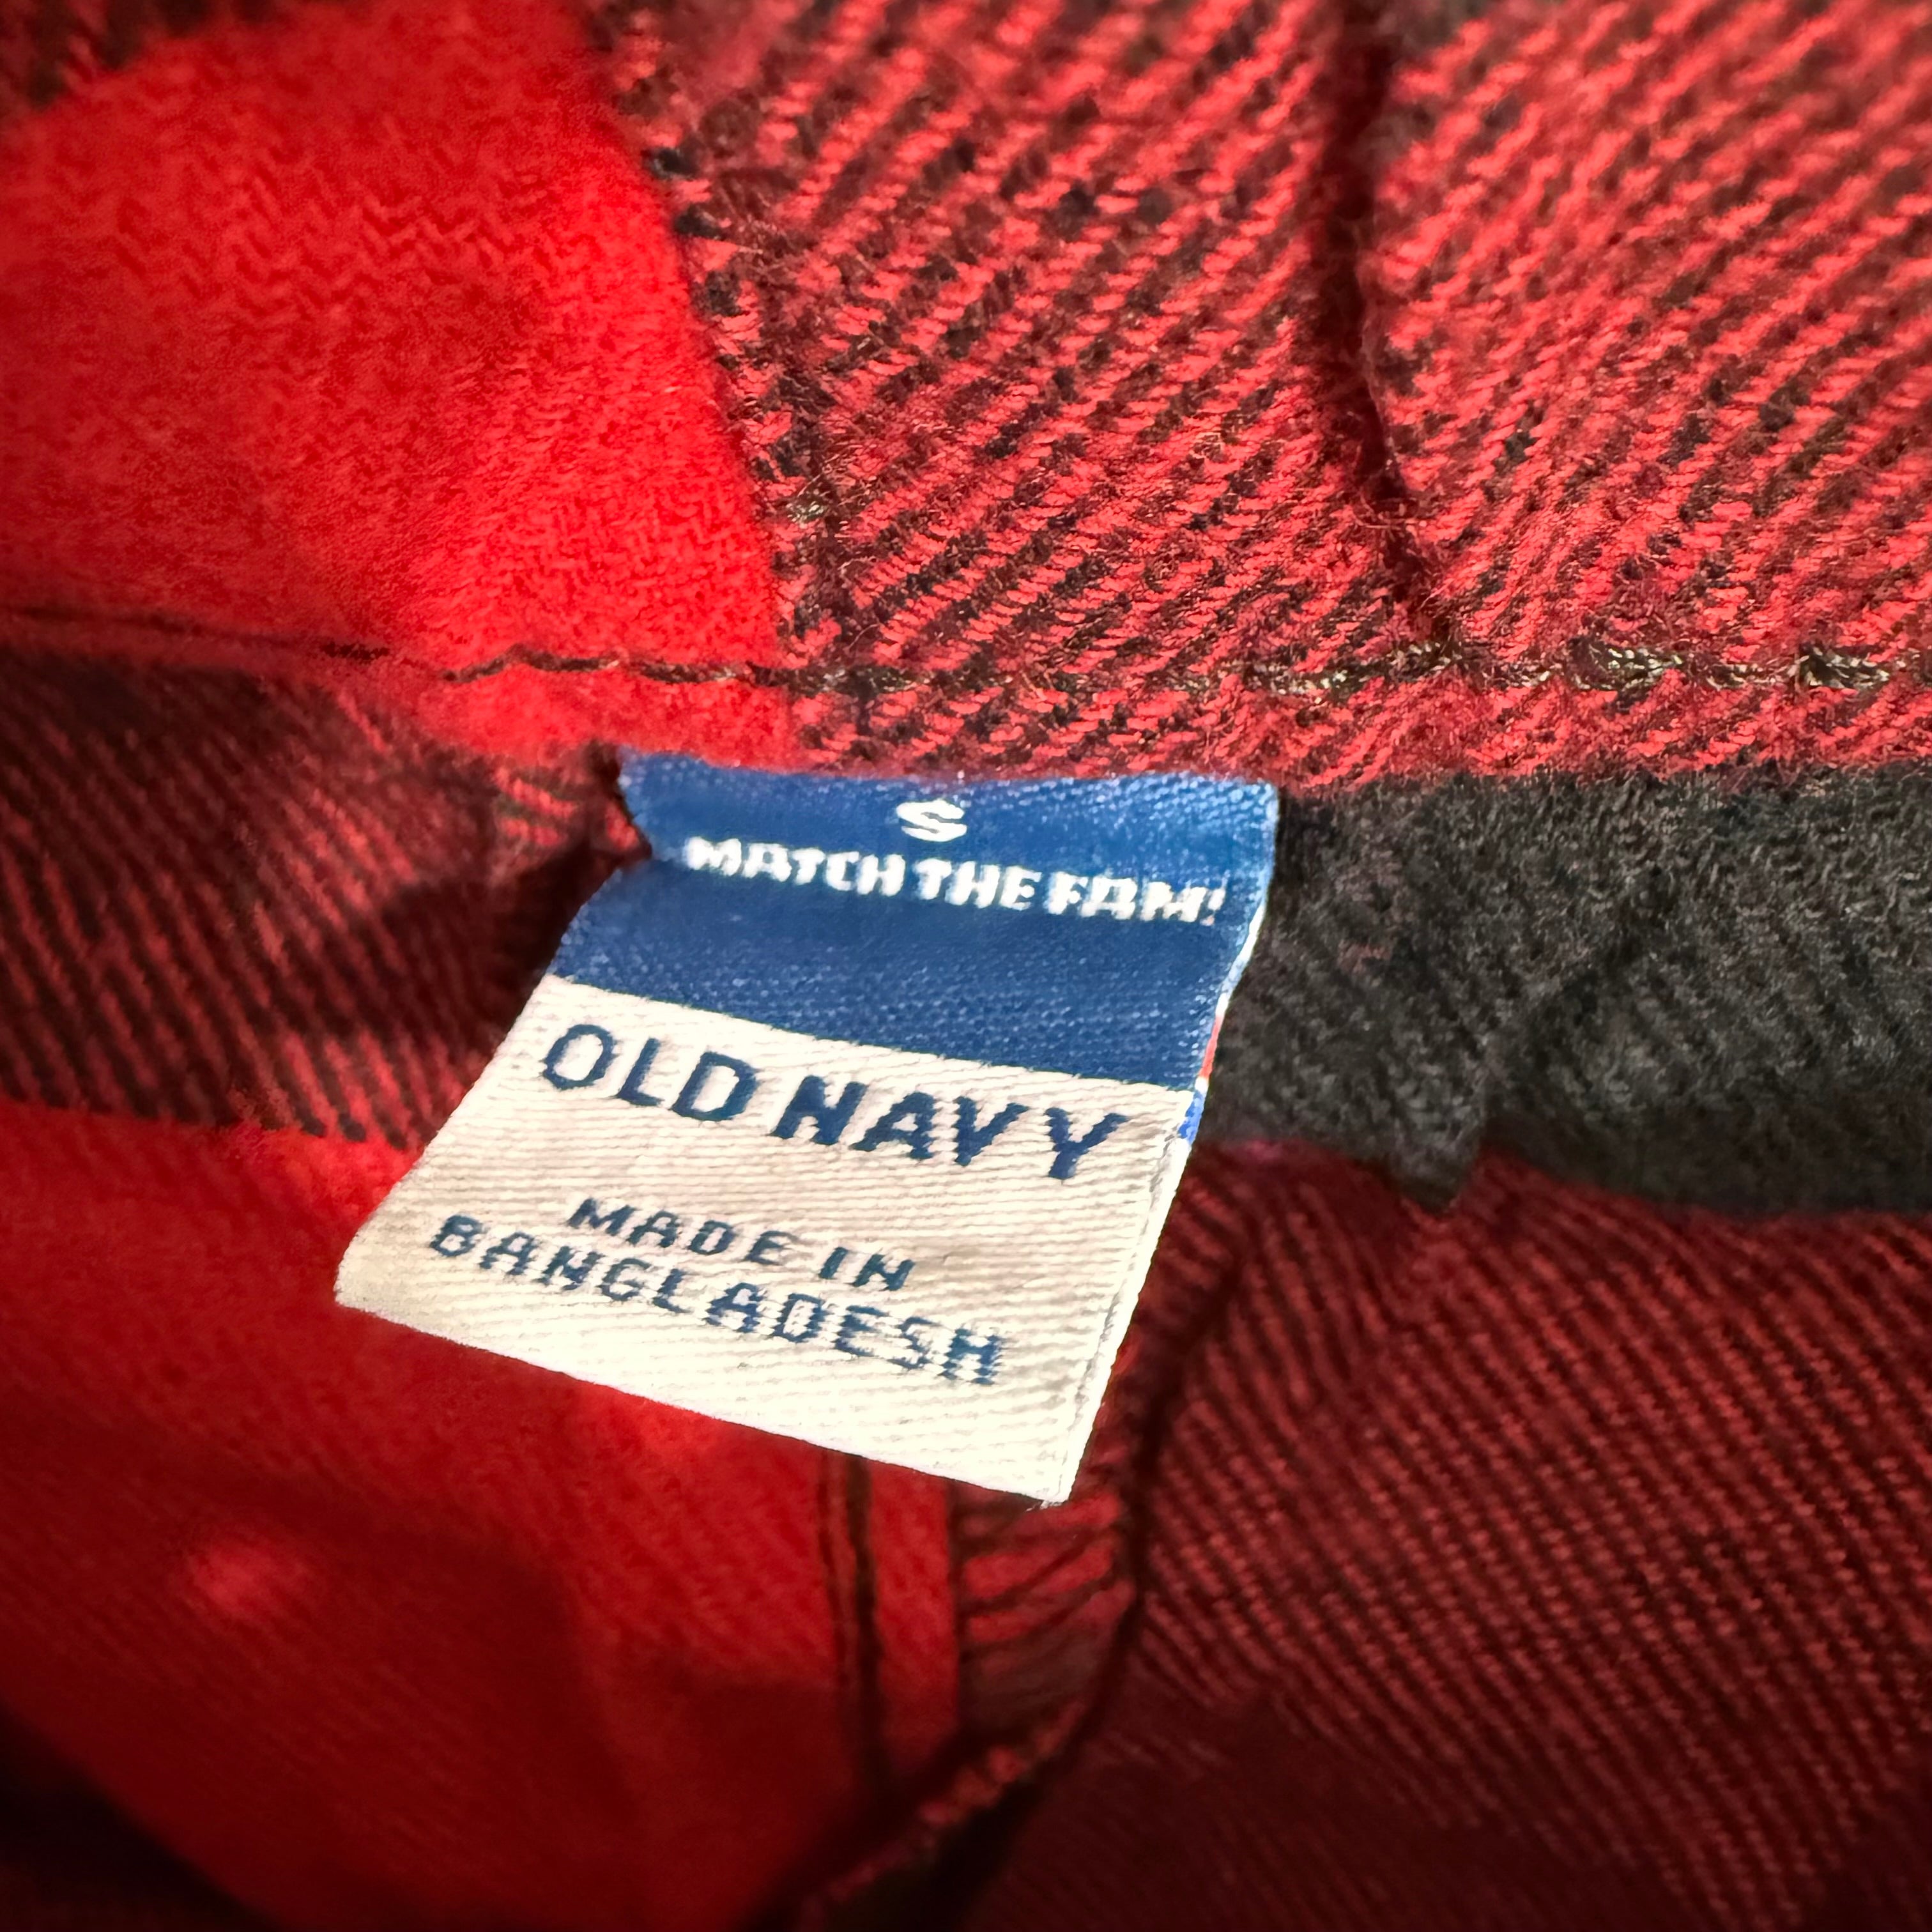 S
MATCH THE FAM!
OLD NAVY
MADE IN
BANGLADESH